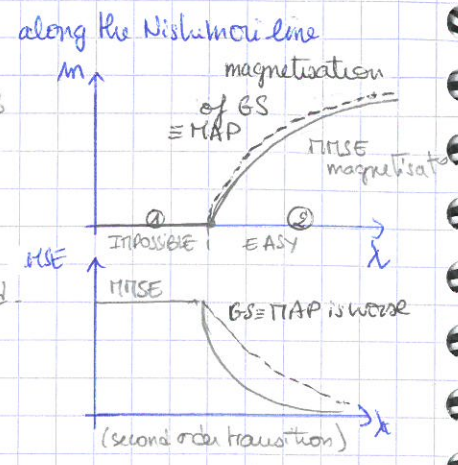 along the Nishimori line
m
magnetisation
of GS
≡ MAP
MMSE
magnetisat
① ②
IMPOSSIBLE EASY
λ
MSE
MMSE
GS≡MAP is worse
λ
(second order transition)